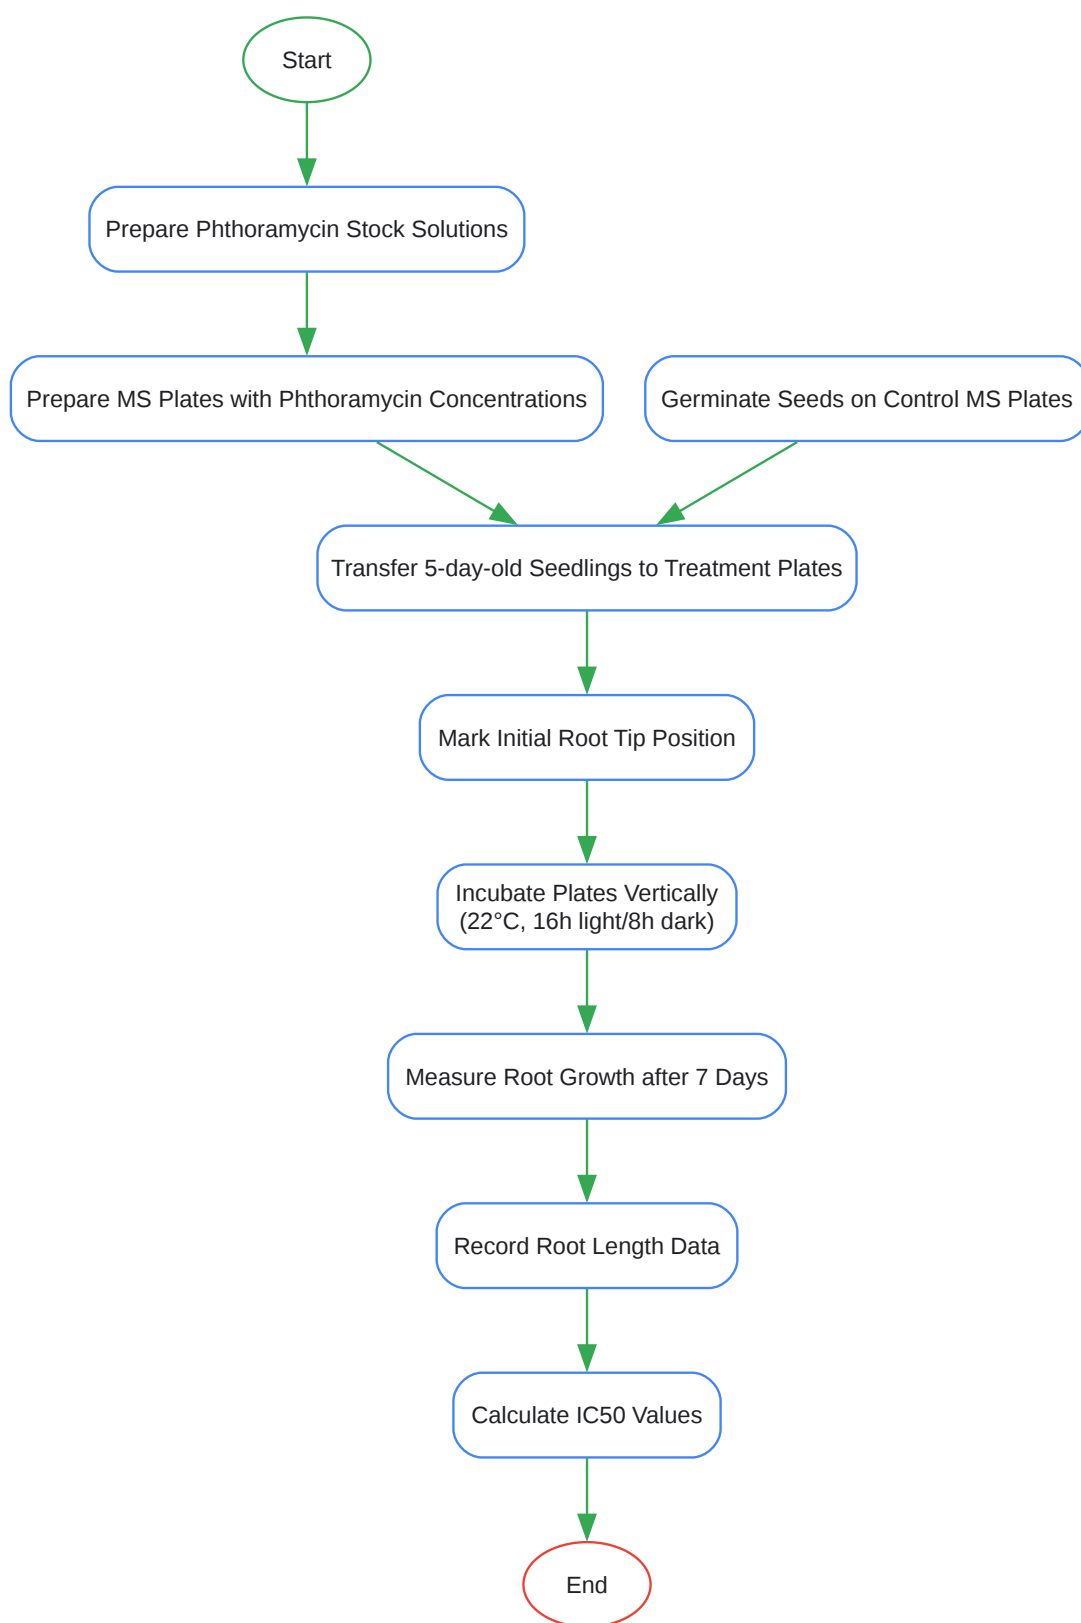 Start
Prepare Phthoramycin Stock Solutions
Prepare MS Plates with Phthoramycin Concentrations
Germinate Seeds on Control MS Plates
Transfer 5-day-old Seedlings to Treatment Plates
Mark Initial Root Tip Position
Incubate Plates Vertically
(22°C, 16h light/8h dark)
Measure Root Growth after 7 Days
Record Root Length Data
Calculate IC50 Values
End